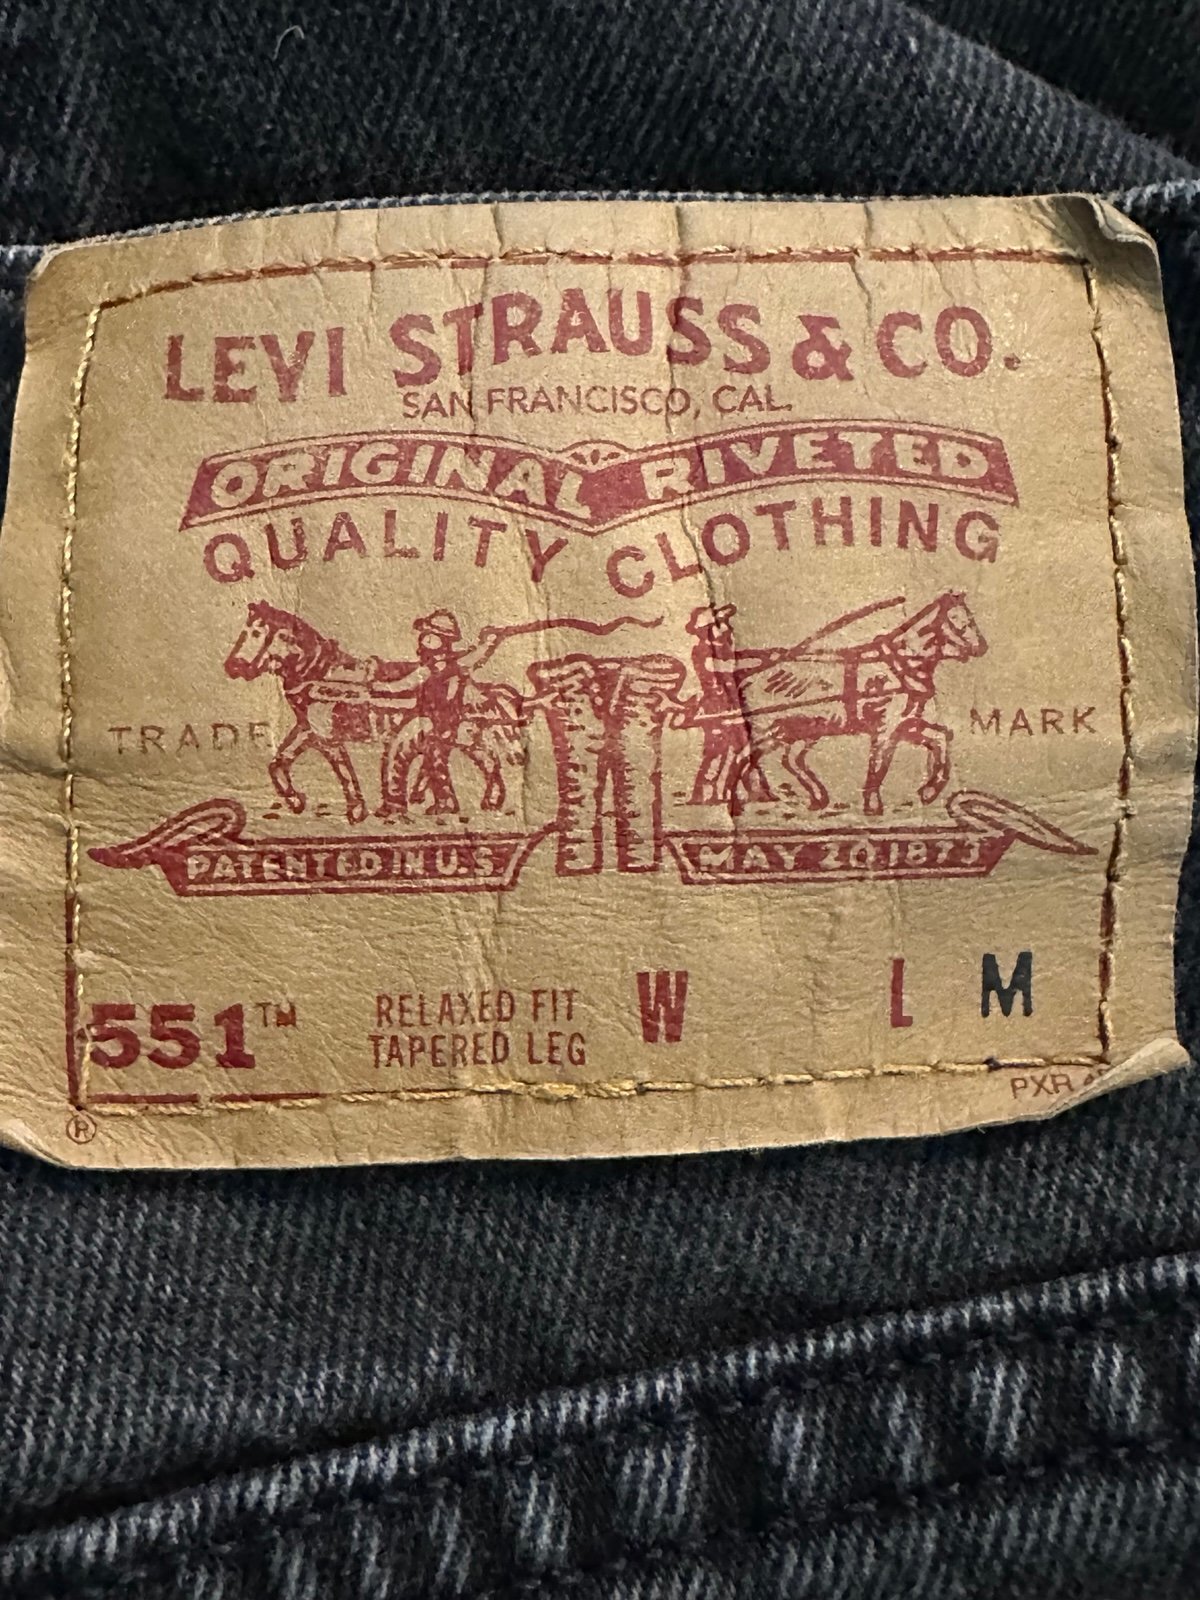 LEVI STRAUSS & CO.
SAN FRANCISCO, CAL.
ORIGINAL RIVETED
QUALITY CLOTHING
TRADE MARK
PATENTED IN U.S. MAY 20 1873
551™ RELAXED FIT W L M
TAPERED LEG
PXR
®